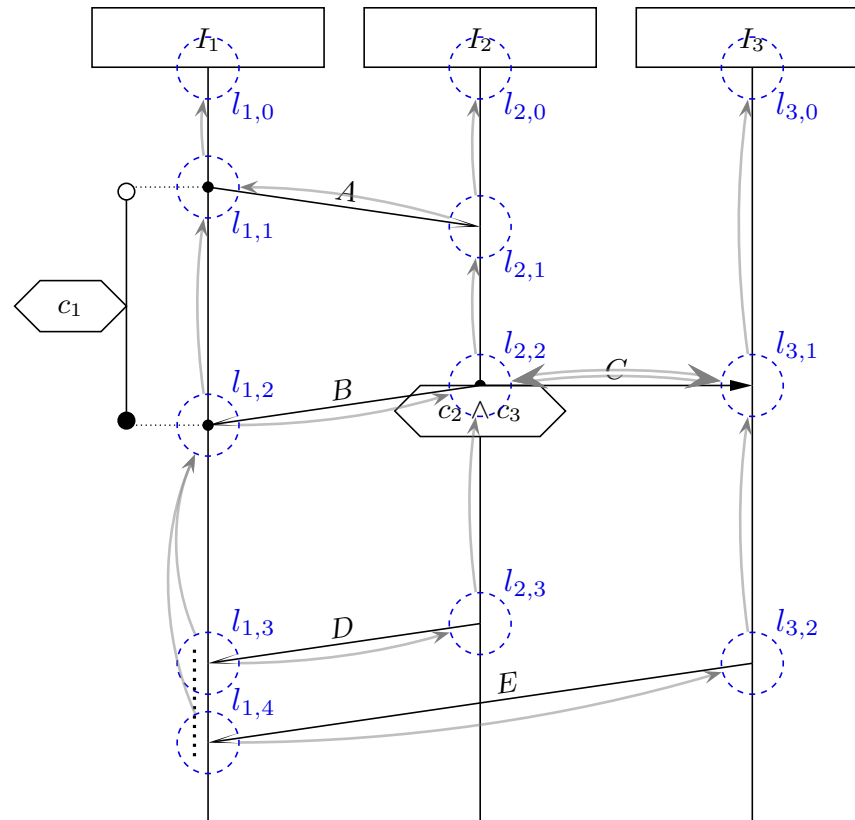 I₁ I₂ I₃
l₁,₀ l₂,₀ l₃,₀
A
l₁,₁
l₂,₁
c₁
l₂,₂ l₃,₁
C
l₁,₂ B
c₂ ∧ c₃
l₂,₃
l₁,₃ D l₃,₂
E
l₁,₄